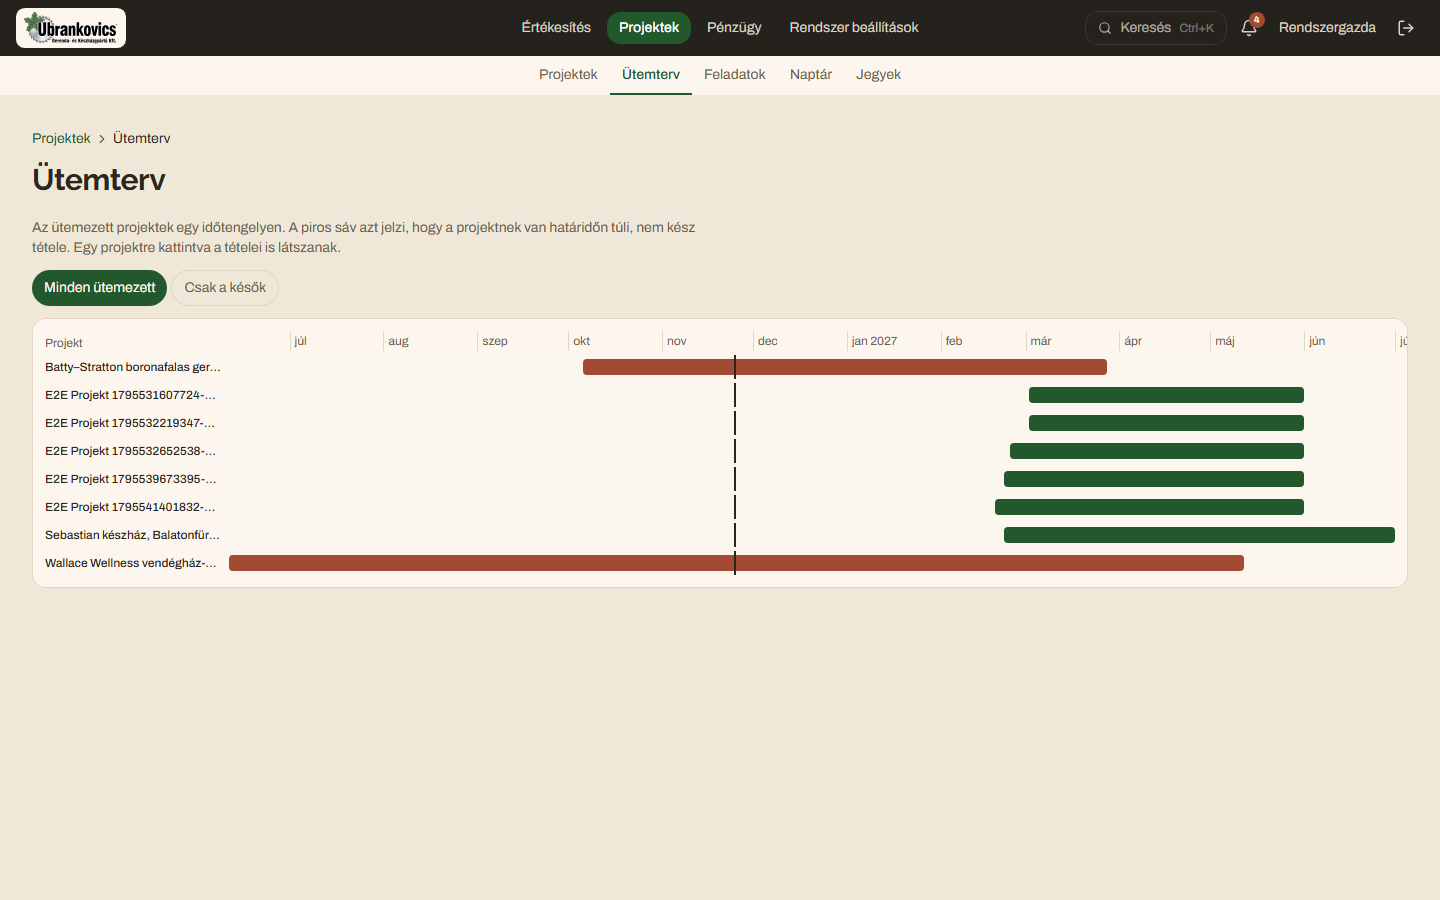 Ubrankovics
Gerenda- és Készházgyártó Kft.
Értékesítés
Projektek
Pénzügy
Rendszer beállítások
Keresés Ctrl+K
4
Rendszergazda
Projektek
Ütemterv
Feladatok
Naptár
Jegyek
Projektek > Ütemterv
Ütemterv
Az ütemezett projektek egy időtengelyen. A piros sáv azt jelzi, hogy a projektnek van határidőn túli, nem kész
tétele. Egy projektre kattintva a tételei is látszanak.
Minden ütemezett
Csak a késők
Projekt
júl
aug
szep
okt
nov
dec
jan 2027
feb
már
ápr
máj
jún
Batty–Stratton boronafalas ger...
E2E Projekt 1795531607724-...
E2E Projekt 1795532219347-...
E2E Projekt 1795532652538-...
E2E Projekt 1795539673395-...
E2E Projekt 1795541401832-...
Sebastian készház, Balatonfür...
Wallace Wellness vendégház-...